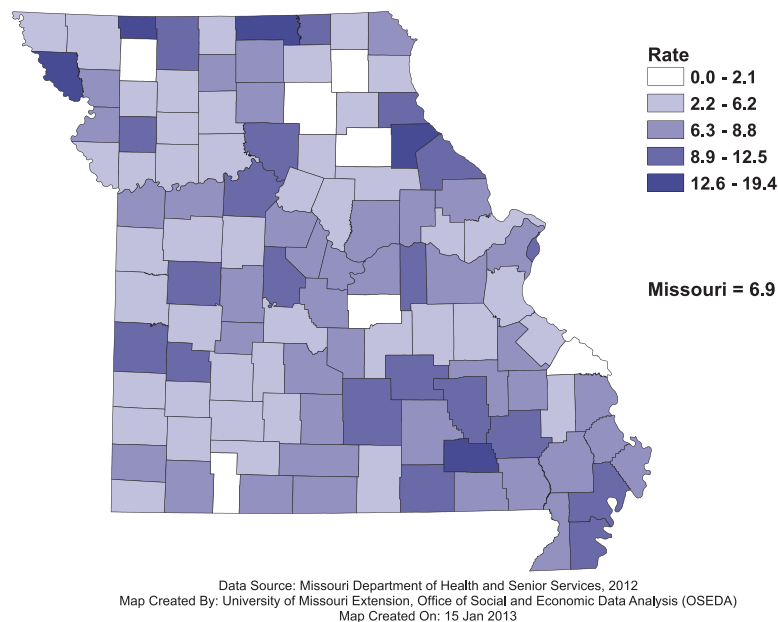 Rate
0.0 - 2.1
2.2 - 6.2
6.3 - 8.8
8.9 - 12.5
12.6 - 19.4
Missouri = 6.9
Data Source: Missouri Department of Health and Senior Services, 2012
Map Created By: University of Missouri Extension, Office of Social and Economic Data Analysis (OSEDA)
Map Created On: 15 Jan 2013